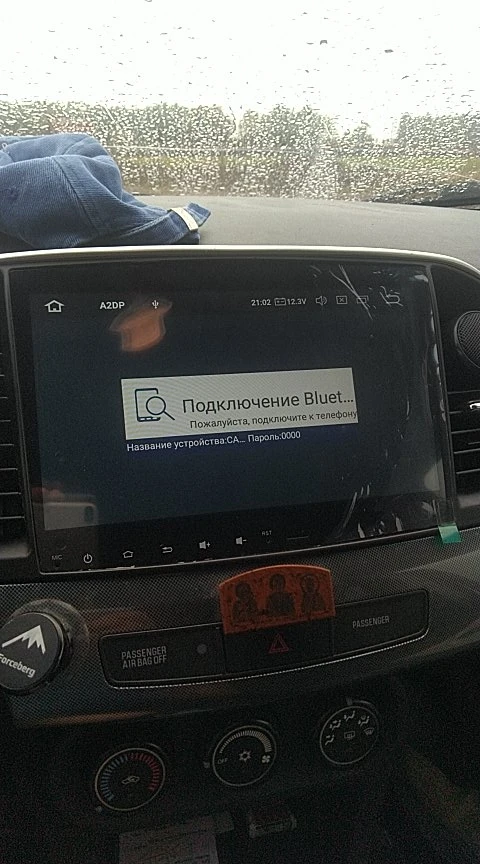 A2DP
21:02
12.3V
Подключение Bluet...
Пожалуйста, подключите к телефону
Название устройства:CA... Пароль:0000
MIC
RST
PASSENGER
AIR BAG OFF
PASSENGER
Forceberg
OFF